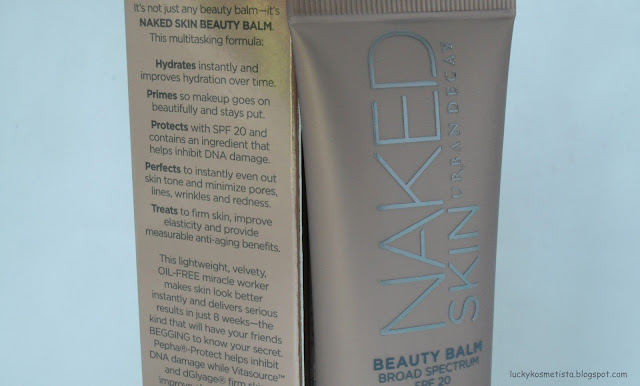 It's not just any beauty balm—it's
NAKED SKIN BEAUTY BALM.
This multitasking formula:
Hydrates instantly and
improves hydration over time.
Primes so makeup goes on
beautifully and stays put.
Protects with SPF 20 and
contains an ingredient that
helps inhibit DNA damage.
Perfects to instantly even out
skin tone and minimize pores,
lines, wrinkles and redness.
Treats to firm skin, improve
elasticity and provide
measurable anti-aging benefits.
This lightweight, velvety,
OIL-FREE miracle worker
makes skin look better
instantly and delivers serious
results in just 8 weeks—the
kind that will have your friends
BEGGING to know your secret.
Pepha®-Protect helps inhibit
DNA damage while Vitasource™
and dGlyage® firm skin,
NAKED
SKIN
URBAN DECAY
BEAUTY BALM
BROAD SPECTRUM
SPF 20
luckykosmetista.blogspot.com